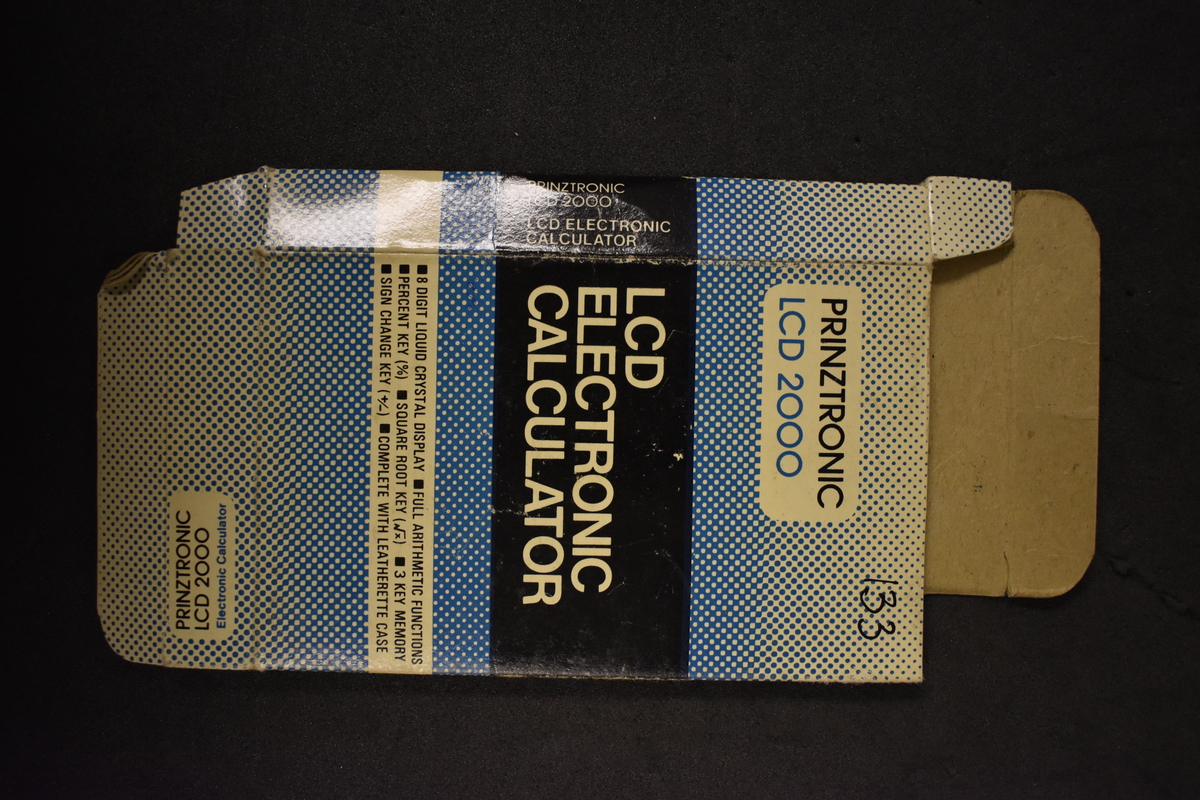 PRINZTRONIC
LCD 2000
133
LCD
ELECTRONIC
CALCULATOR
■ 8 DIGIT LIQUID CRYSTAL DISPLAY ■ FULL ARITHMETIC FUNCTIONS
■ PERCENT KEY (%) ■ SQUARE ROOT KEY (√x) ■ 3 KEY MEMORY
■ SIGN CHANGE KEY (+/-) ■ COMPLETE WITH LEATHERETTE CASE
PRINZTRONIC
LCD 2000
LCD ELECTRONIC
CALCULATOR
PRINZTRONIC
LCD 2000
Electronic Calculator